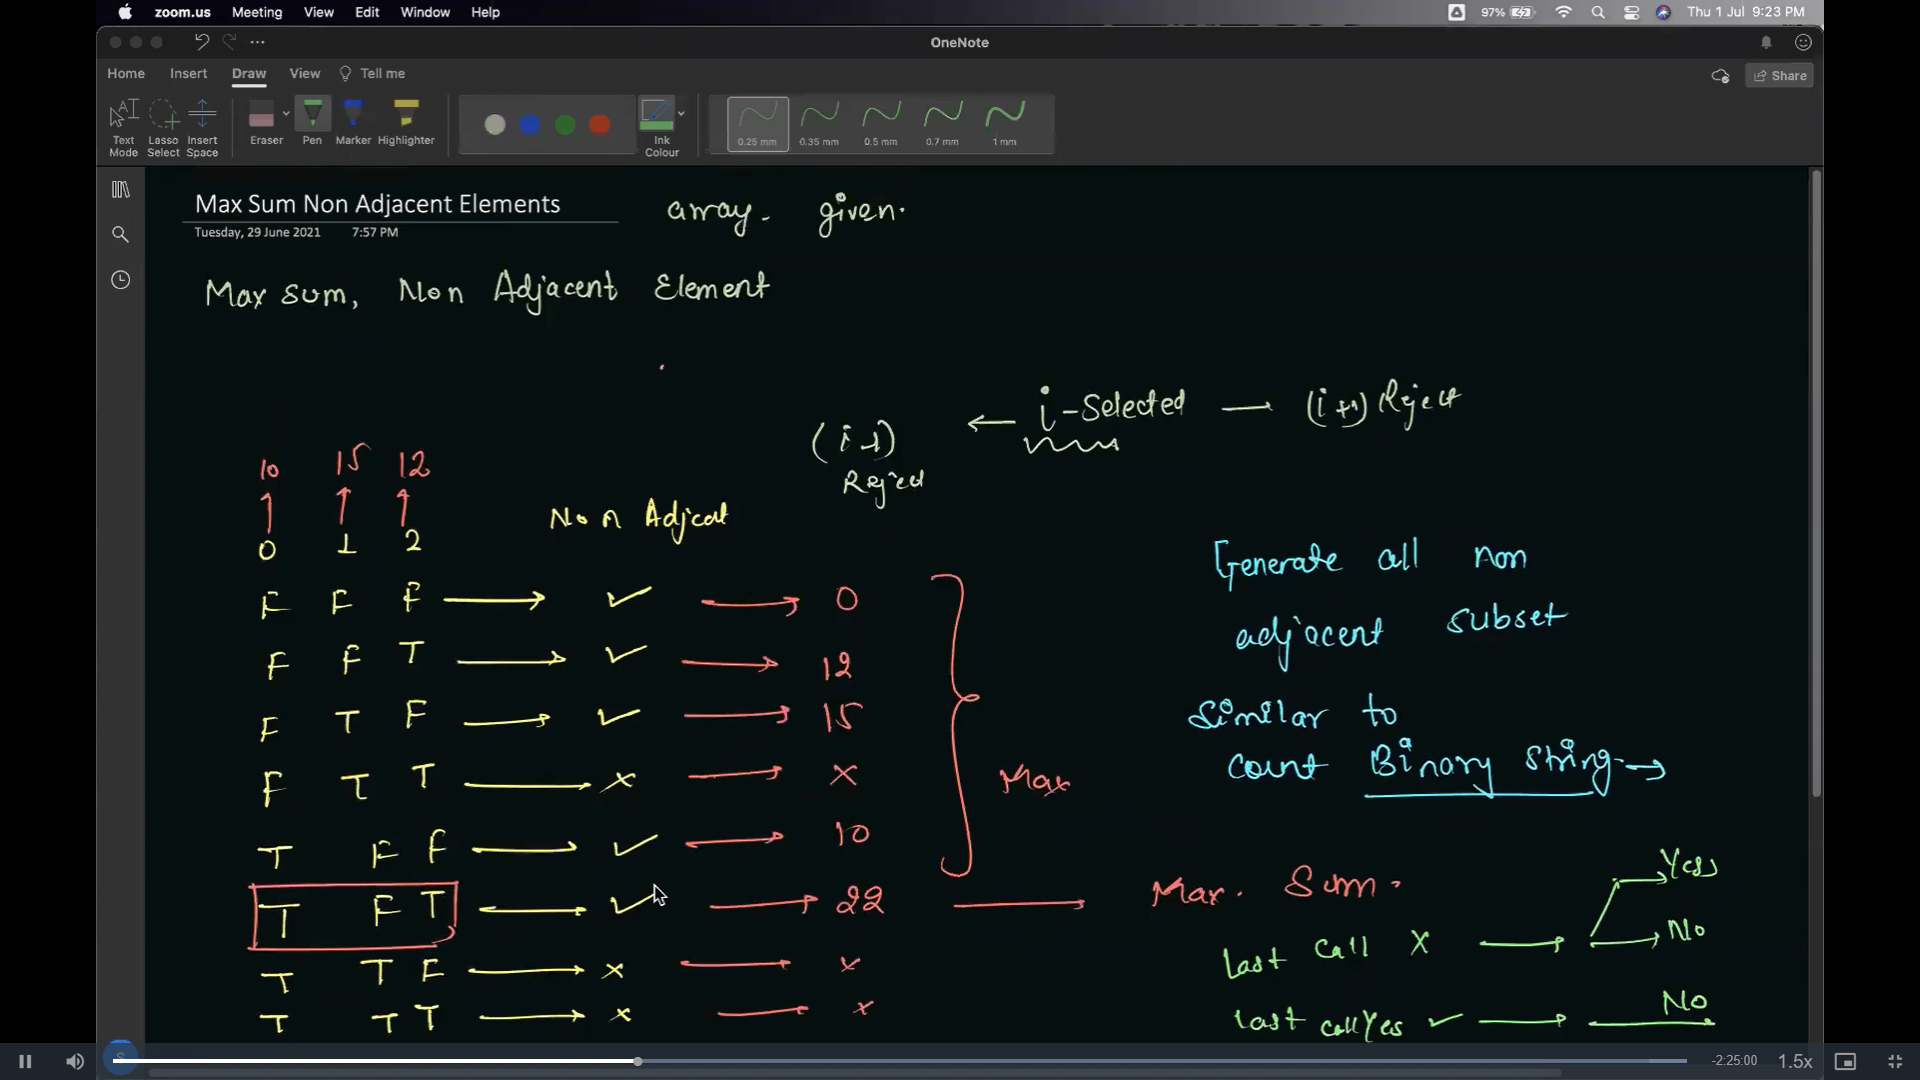 zoom.us Meeting View Edit Window Help 97% Thu 1 Jul 9:23 PM
OneNote
Home Insert Draw View Tell me Share
Text Mode Lasso Select Insert Space Eraser Pen Marker Highlighter Ink Colour 0.25 mm 0.35 mm 0.5 mm 0.7 mm 1 mm
Max Sum Non Adjacent Elements
array. given.
Tuesday, 29 June 2021 7:57 PM
Max sum, Non Adjacent Element
← i-Selected — (i+1) Reject
(i-1)
Reject
10 15 12
Non Adjcat
0 1 2
F F F → ✓ → 0
F F T → ✓ → 12
F T F → ✓ → 15
F T T → × → ×
T F F → ✓ → 10
T F T → ✓ → 22 → Max. Sum.
T T F → × → ×
T T T → × → ×
Max
Generate all non
adjacent subset
Similar to
count Binary string →
last call X → Yes
No
last call Yes ✓ → No
-2:25:00 1.5x